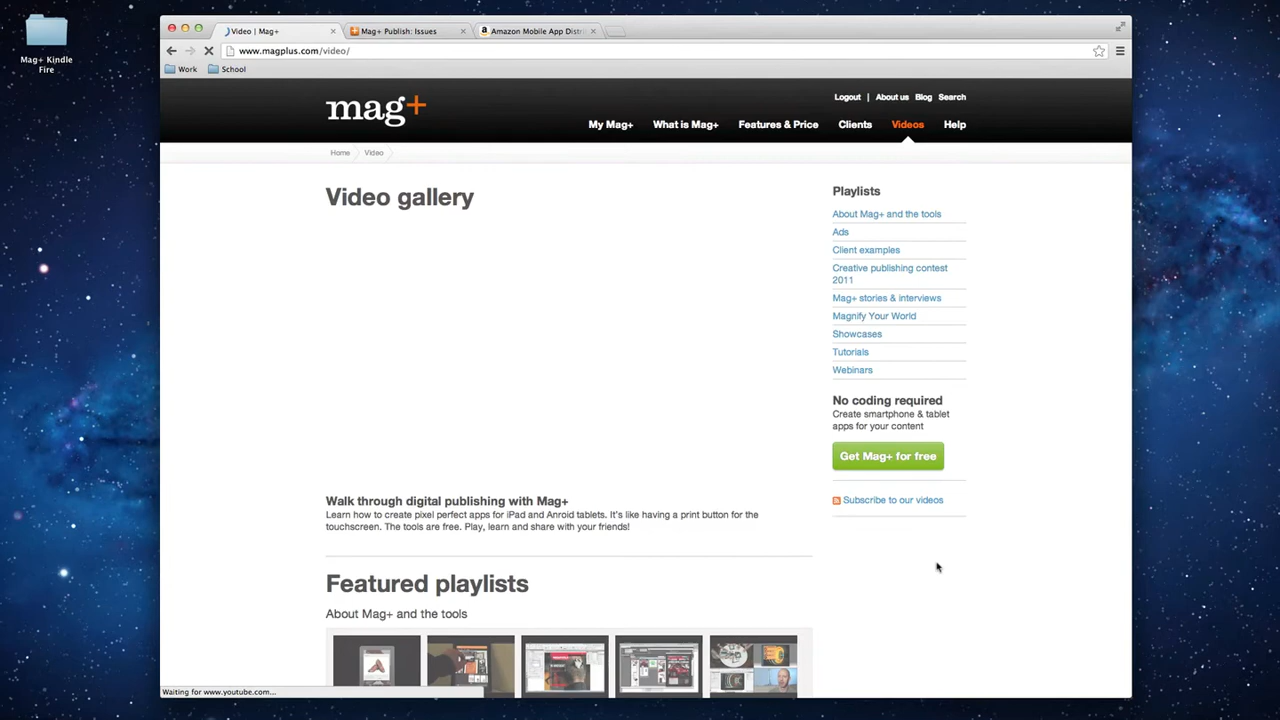 Mag+ Kindle
Fire
Video | Mag+
Mag+ Publish: Issues
Amazon Mobile App Distri
www.magplus.com/video/
Work
School
mag+
Logout | About us Blog Search
My Mag+ What is Mag+ Features & Price Clients Videos Help
Home Video
Video gallery
Walk through digital publishing with Mag+
Learn how to create pixel perfect apps for iPad and Anroid tablets. It's like having a print button for the
touchscreen. The tools are free. Play, learn and share with your friends!
Featured playlists
About Mag+ and the tools
Playlists
About Mag+ and the tools
Ads
Client examples
Creative publishing contest
2011
Mag+ stories & interviews
Magnify Your World
Showcases
Tutorials
Webinars
No coding required
Create smartphone & tablet
apps for your content
Get Mag+ for free
Subscribe to our videos
Waiting for www.youtube.com...